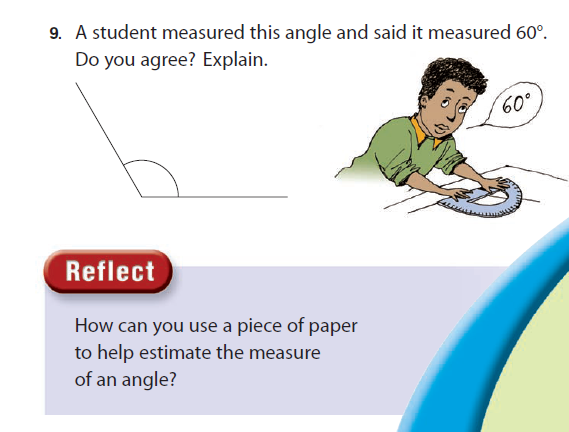 9. A student measured this angle and said it measured 60°.
Do you agree? Explain.
60°
Reflect
How can you use a piece of paper
to help estimate the measure
of an angle?